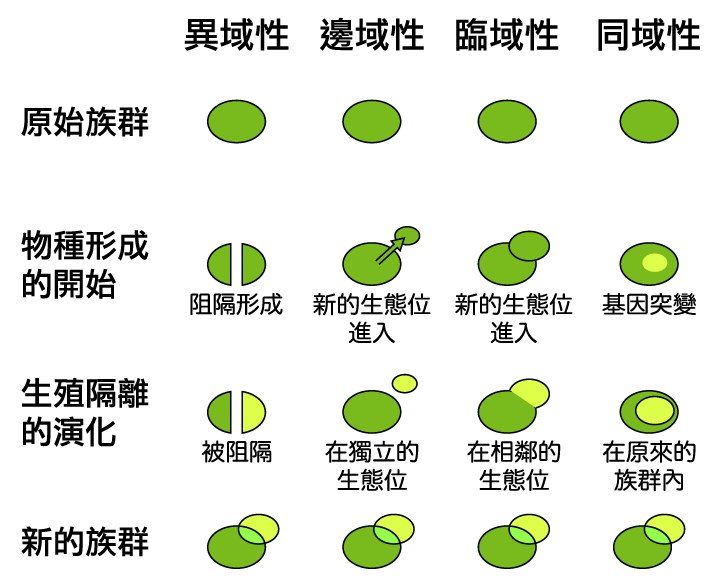 異域性 邊域性 臨域性 同域性
原始族群
物種形成
的開始
阻隔形成 新的生態位 新的生態位 基因突變
進入 進入
生殖隔離
的演化
被阻隔 在獨立的 在相鄰的 在原來的
生態位 生態位 族群內
新的族群